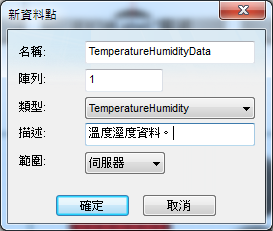 新資料點
名稱: TemperatureHumidityData
陣列: 1
類型: TemperatureHumidity
描述: 溫度溼度資料。
範圍: 伺服器
確定 取消